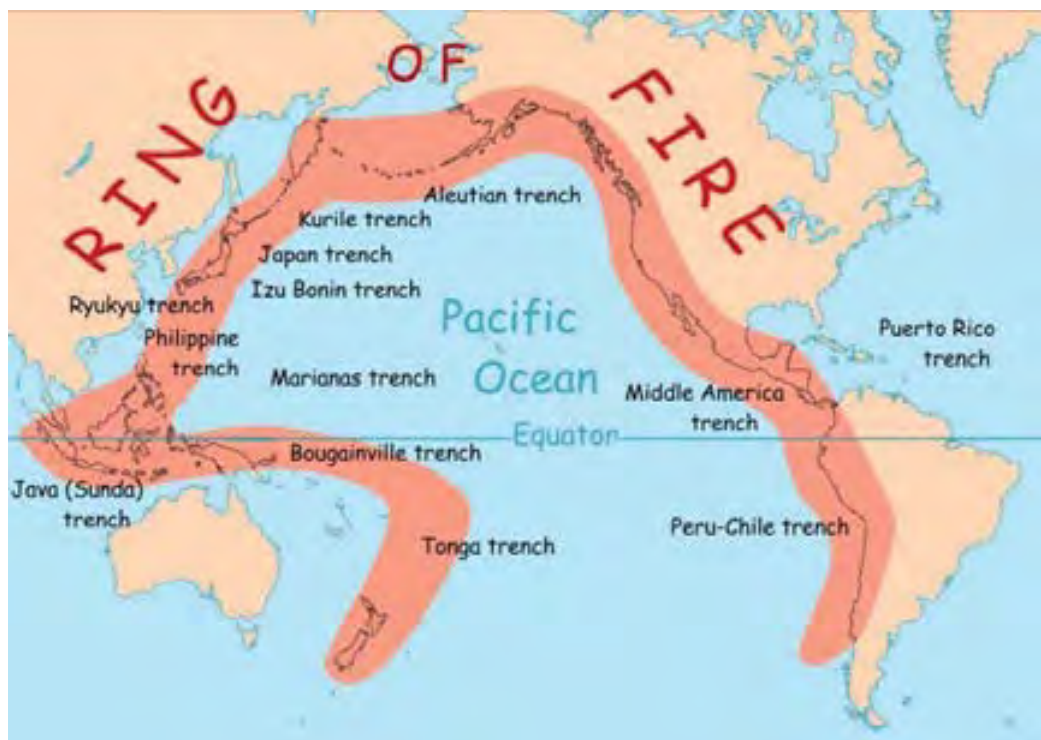 RING OF FIRE
Aleutian trench
Kurile trench
Japan trench
Izu Bonin trench
Ryukyu trench
Philippine
trench
Marianas trench
Pacific
Ocean
Equator
Puerto Rico
trench
Middle America
trench
Bougainville trench
Java (Sunda)
trench
Tonga trench
Peru-Chile trench